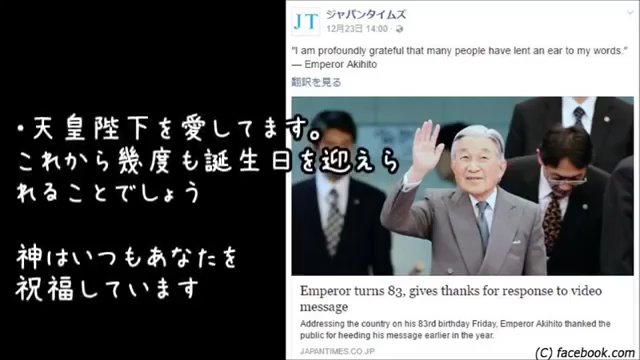 ・天皇陛下を愛してます。
これから幾度も誕生日を迎えら
れることでしょう
神はいつもあなたを
祝福しています
JT
ジャパンタイムズ
12月23日 14:00
"I am profoundly grateful that many people have lent an ear to my words."
— Emperor Akihito
翻訳を見る
Emperor turns 83, gives thanks for response to video
message
Addressing the country on his 83rd birthday Friday, Emperor Akihito thanked the
public for heeding his message earlier in the year.
JAPANTIMES.CO.JP
(C) facebook.com